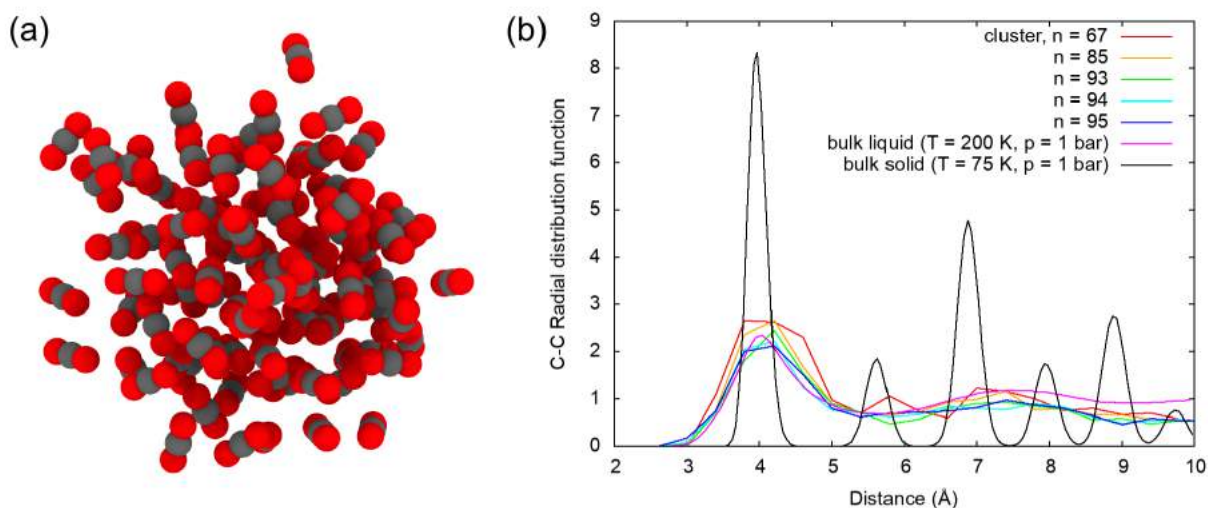 (a)
(b)
9
8
7
6
5
4
3
2
1
0
C-C Radial distribution function
cluster, n = 67
n = 85
n = 93
n = 94
n = 95
bulk liquid (T = 200 K, p = 1 bar)
bulk solid (T = 75 K, p = 1 bar)
2 3 4 5 6 7 8 9 10
Distance (Å)